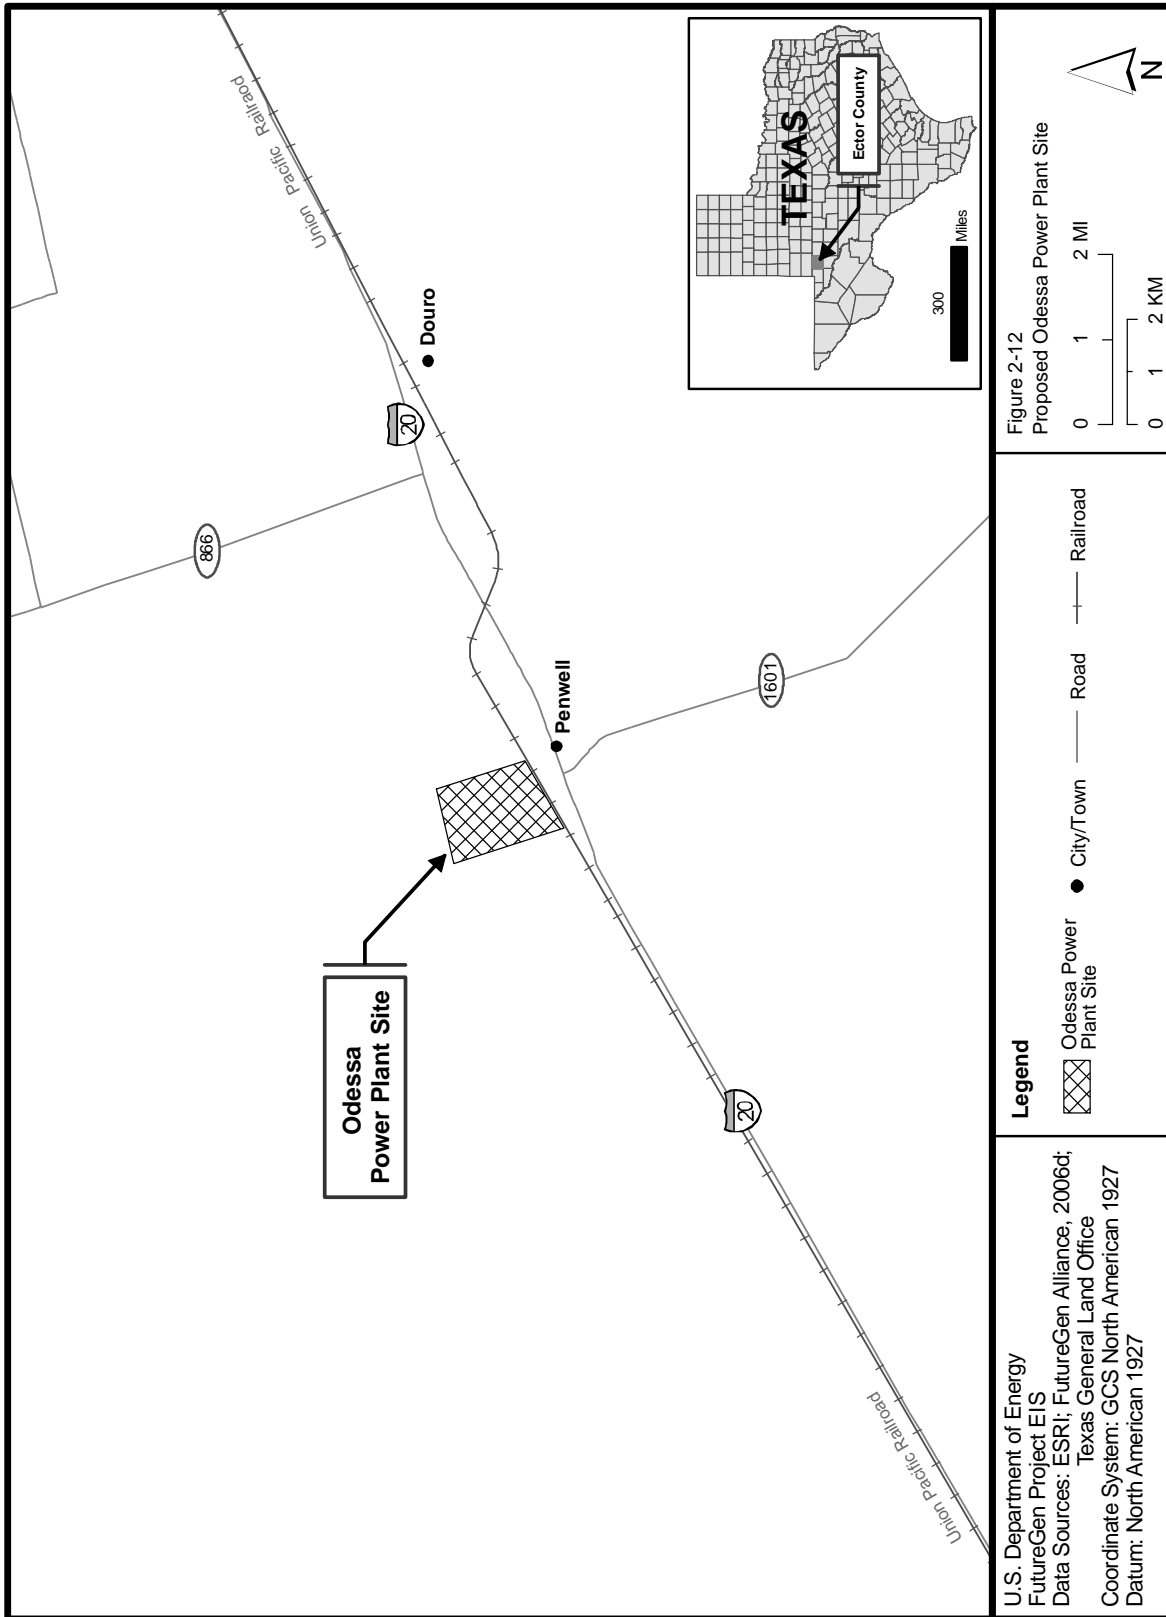 Union Pacific Railraod
866
20
Douro
Penwell
1601
Odessa
Power Plant Site
20
Union Pacific Railroad
TEXAS
Ector County
300
Miles
U.S. Department of Energy
FutureGen Project EIS
Data Sources: ESRI; FutureGen Alliance, 2006d;
Texas General Land Office
Coordinate System: GCS North American 1927
Datum: North American 1927
Legend
Odessa Power
Plant Site
City/Town
Road
Railroad
Figure 2-12
Proposed Odessa Power Plant Site
0 1 2 MI
0 1 2 KM
N